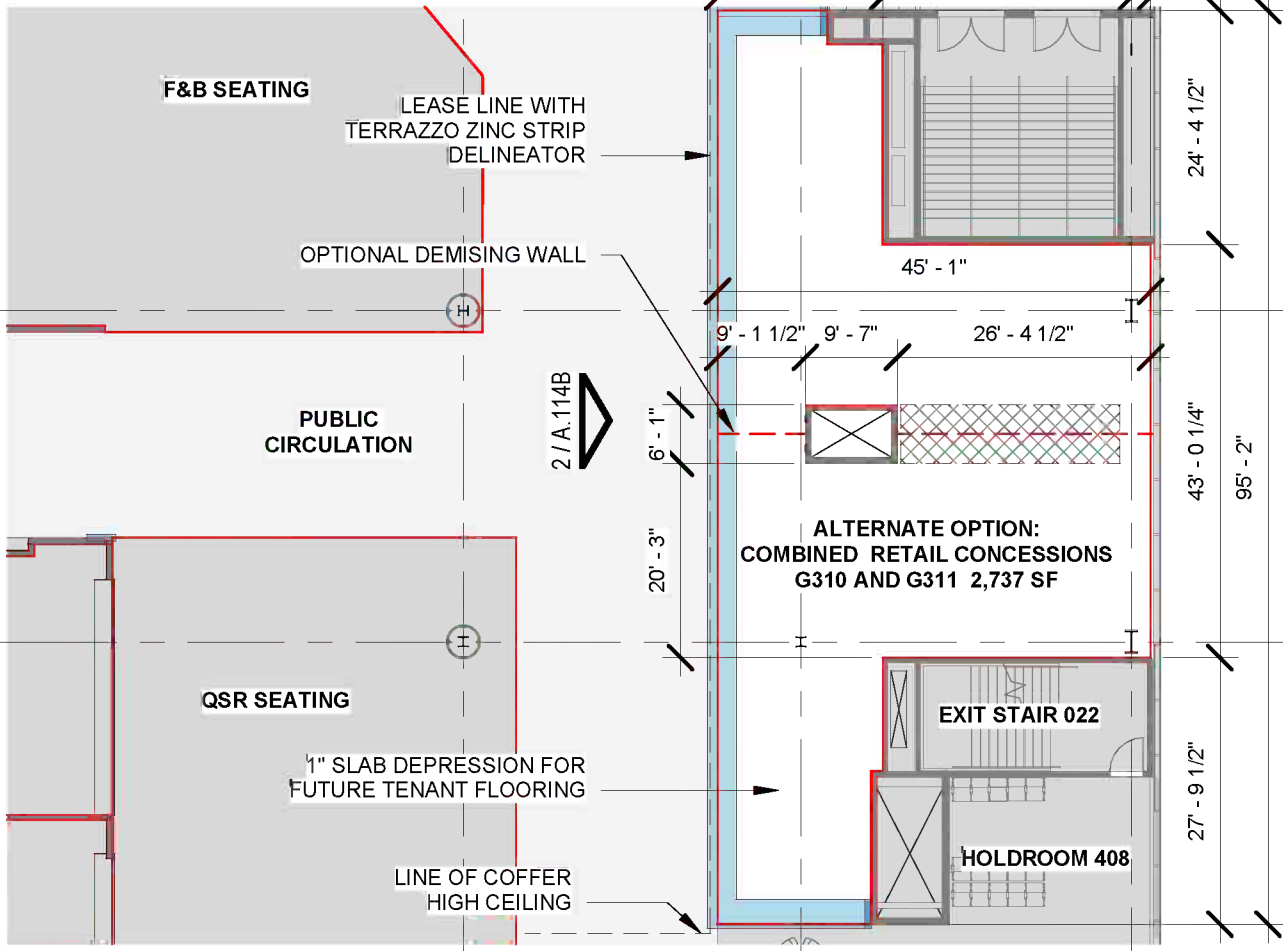 F&B SEATING
LEASE LINE WITH
TERRAZZO ZINC STRIP
DELINEATOR
24' - 4 1/2"
OPTIONAL DEMISING WALL
45' - 1"
9' - 1 1/2"
9' - 7"
26' - 4 1/2"
PUBLIC
CIRCULATION
2 / A.114B
6' - 1"
43' - 0 1/4"
95' - 2"
20' - 3"
ALTERNATE OPTION:
COMBINED RETAIL CONCESSIONS
G310 AND G311 2,737 SF
QSR SEATING
EXIT STAIR 022
1" SLAB DEPRESSION FOR
FUTURE TENANT FLOORING
27' - 9 1/2"
HOLDROOM 408
LINE OF COFFER
HIGH CEILING